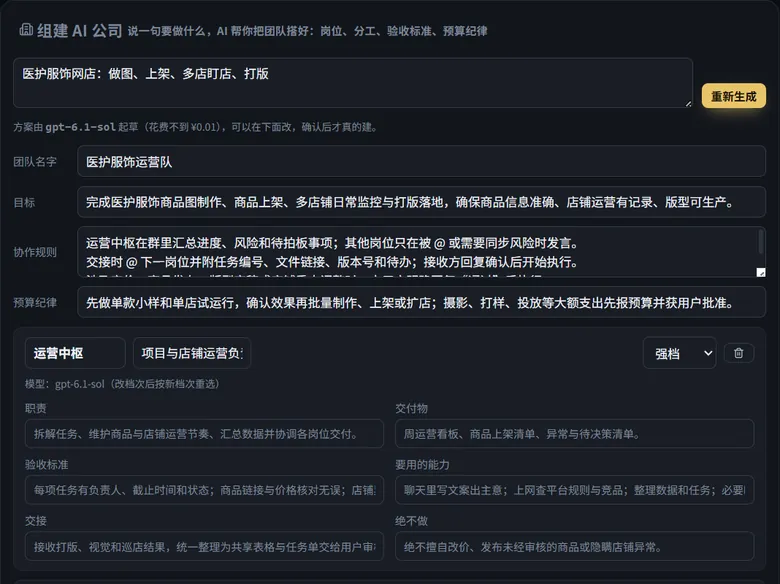 组建 AI 公司 说一句要做什么，AI 帮你把团队搭好：岗位、分工、验收标准、预算纪律
医护服饰网店：做图、上架、多店盯店、打版
重新生成
方案由 gpt-6.1-sol 起草（花费不到 ¥0.01），可以在下面改，确认后才真的建。
团队名字 医护服饰运营队
目标 完成医护服饰商品图制作、商品上架、多店铺日常监控与打版落地，确保商品信息准确、店铺运营有记录、版型可生产。
协作规则 运营中枢在群里汇总进度、风险和待拍板事项；其他岗位只在被 @ 或需要同步风险时发言。
交接时 @ 下一岗位并附任务编号、文件链接、版本号和待办；接收方回复确认后开始执行。
预算纪律 先做单款小样和单店试运行，确认效果再批量制作、上架或扩店；摄影、打样、投放等大额支出先报预算并获用户批准。
运营中枢 项目与店铺运营负 强档
模型：gpt-6.1-sol（改档次后按新档次重选）
职责 交付物
拆解任务、维护商品与店铺运营节奏、汇总数据并协调各岗位交付。 周运营看板、商品上架清单、异常与待决策清单。
验收标准 要用的能力
每项任务有负责人、截止时间和状态；商品链接与价格核对无误；店铺 聊天里写文案出主意；上网查平台规则与竞品；整理数据和任务；必要
交接 绝不做
接收打版、视觉和巡店结果，统一整理为共享表格与任务单交给用户审 绝不擅自改价、发布未经审核的商品或隐瞒店铺异常。